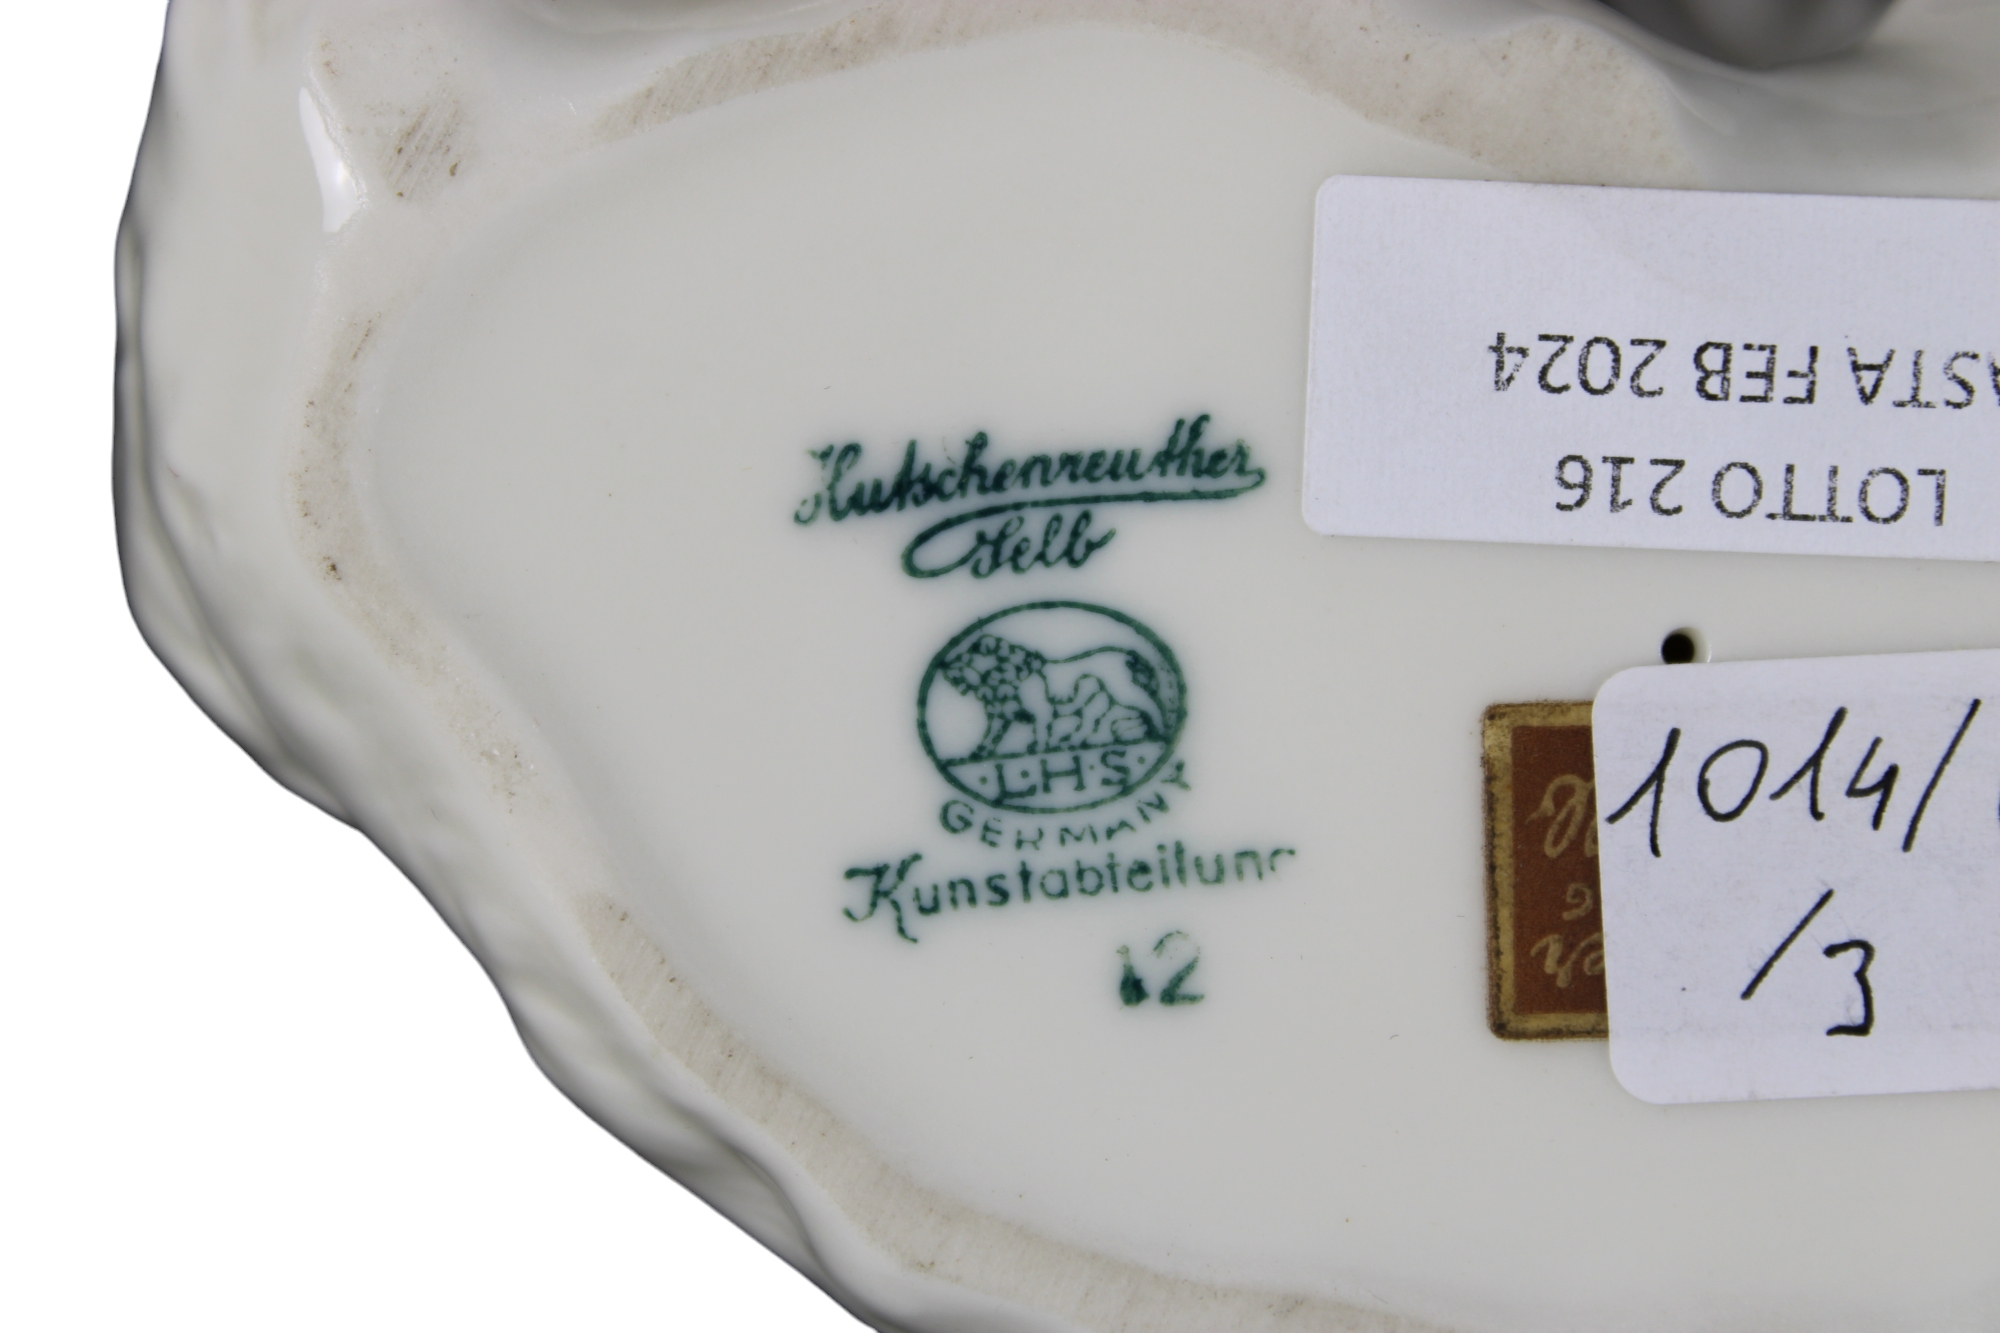 Hutschenreuther
Selb
·L·H·S·
GERMANY
Kunstabteilung
12
LOTTO 216
ASTA FEB 2024
1014/
/3